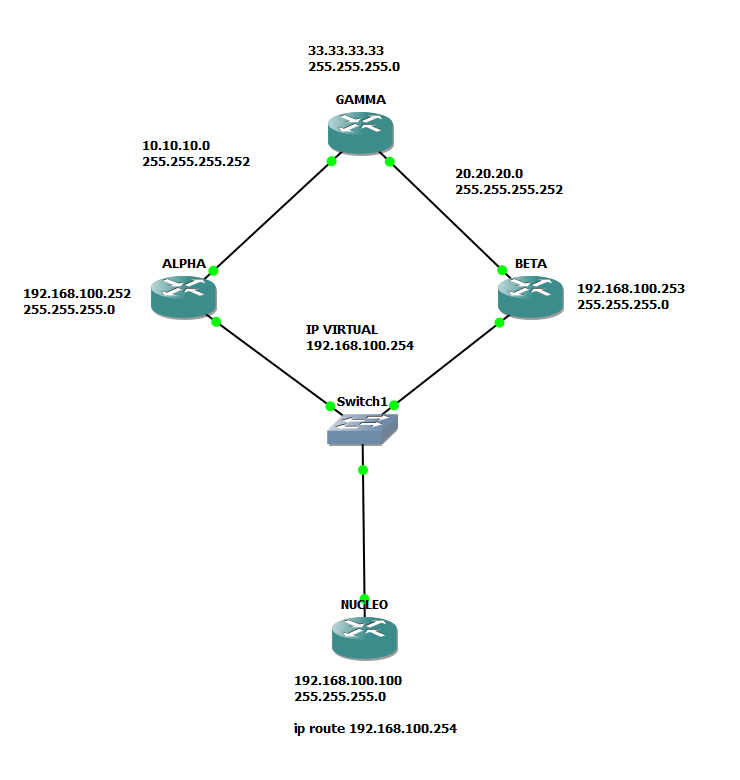 33.33.33.33
255.255.255.0
GAMMA
10.10.10.0
255.255.255.252
20.20.20.0
255.255.255.252
ALPHA
BETA
192.168.100.252
255.255.255.0
192.168.100.253
255.255.255.0
IP VIRTUAL
192.168.100.254
Switch1
NUCLEO
192.168.100.100
255.255.255.0
ip route 192.168.100.254